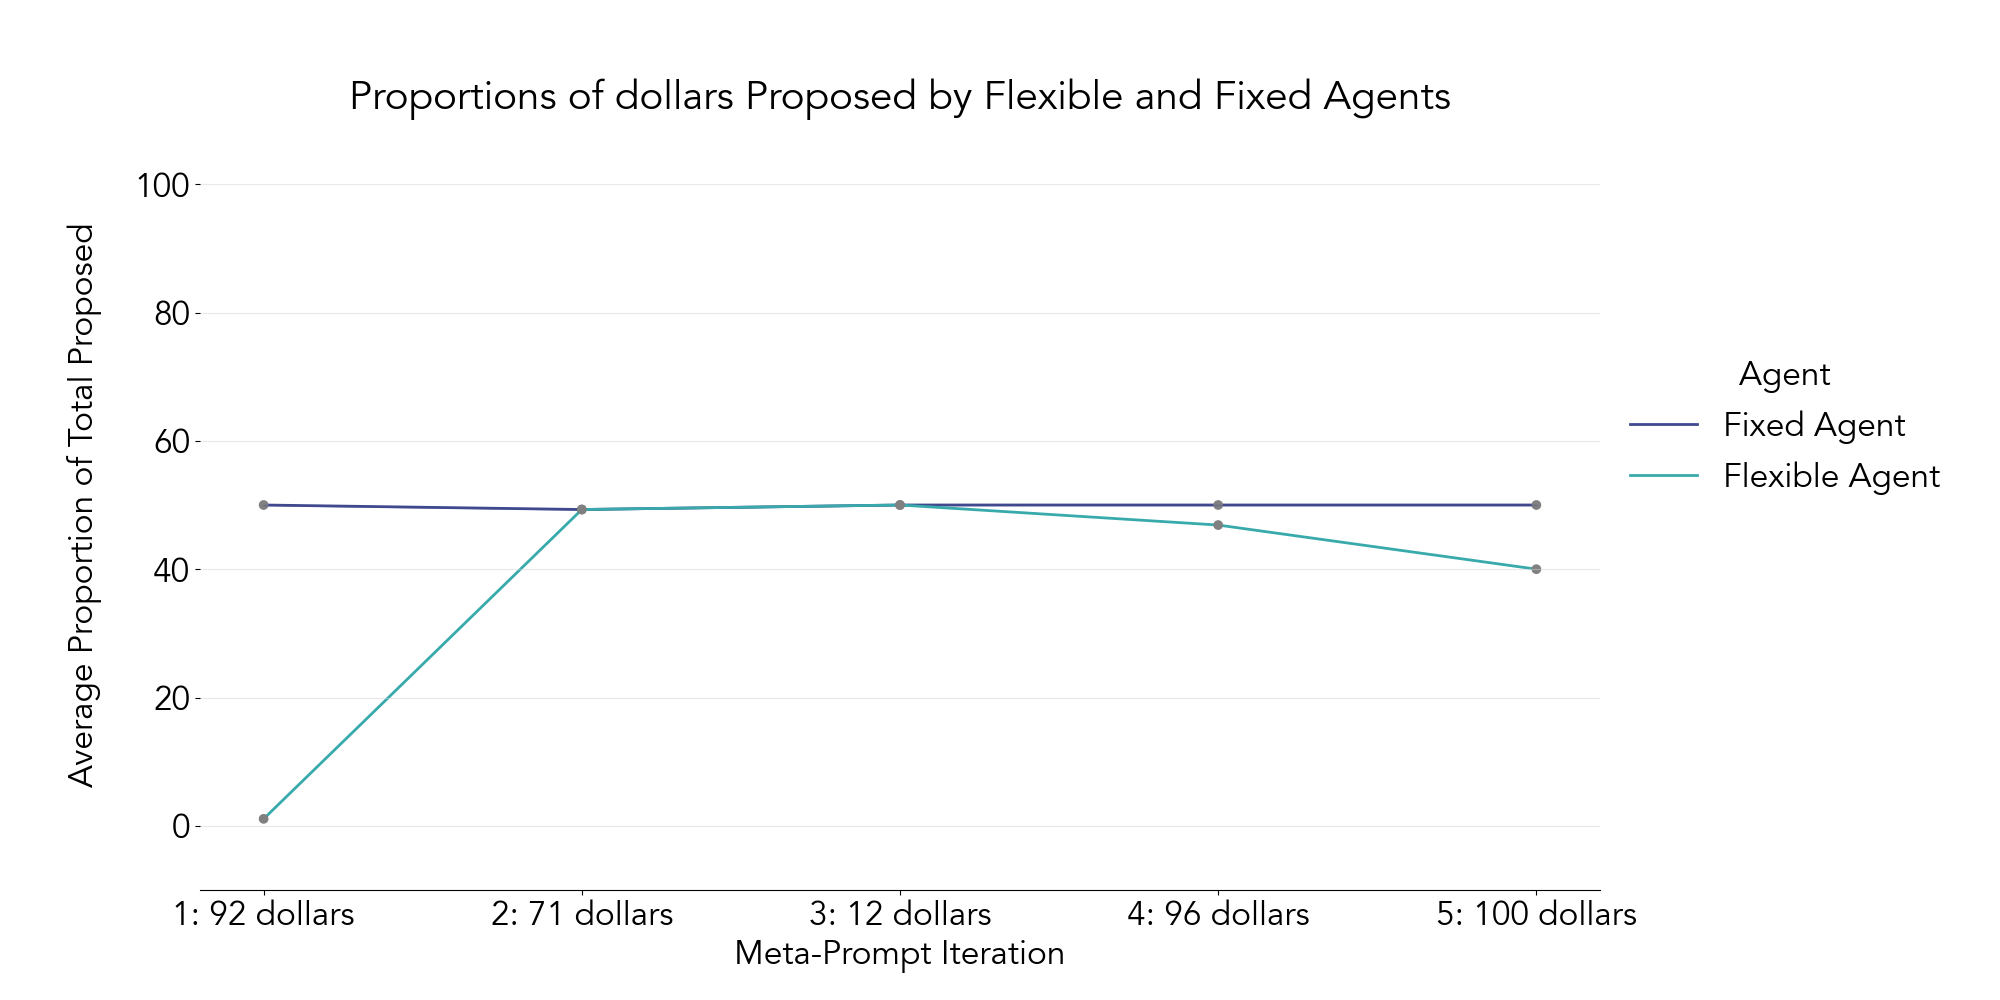 Proportions of dollars Proposed by Flexible and Fixed Agents
Average Proportion of Total Proposed
100
80
60
40
20
0
1: 92 dollars
2: 71 dollars
3: 12 dollars
4: 96 dollars
5: 100 dollars
Meta-Prompt Iteration
Agent
Fixed Agent
Flexible Agent